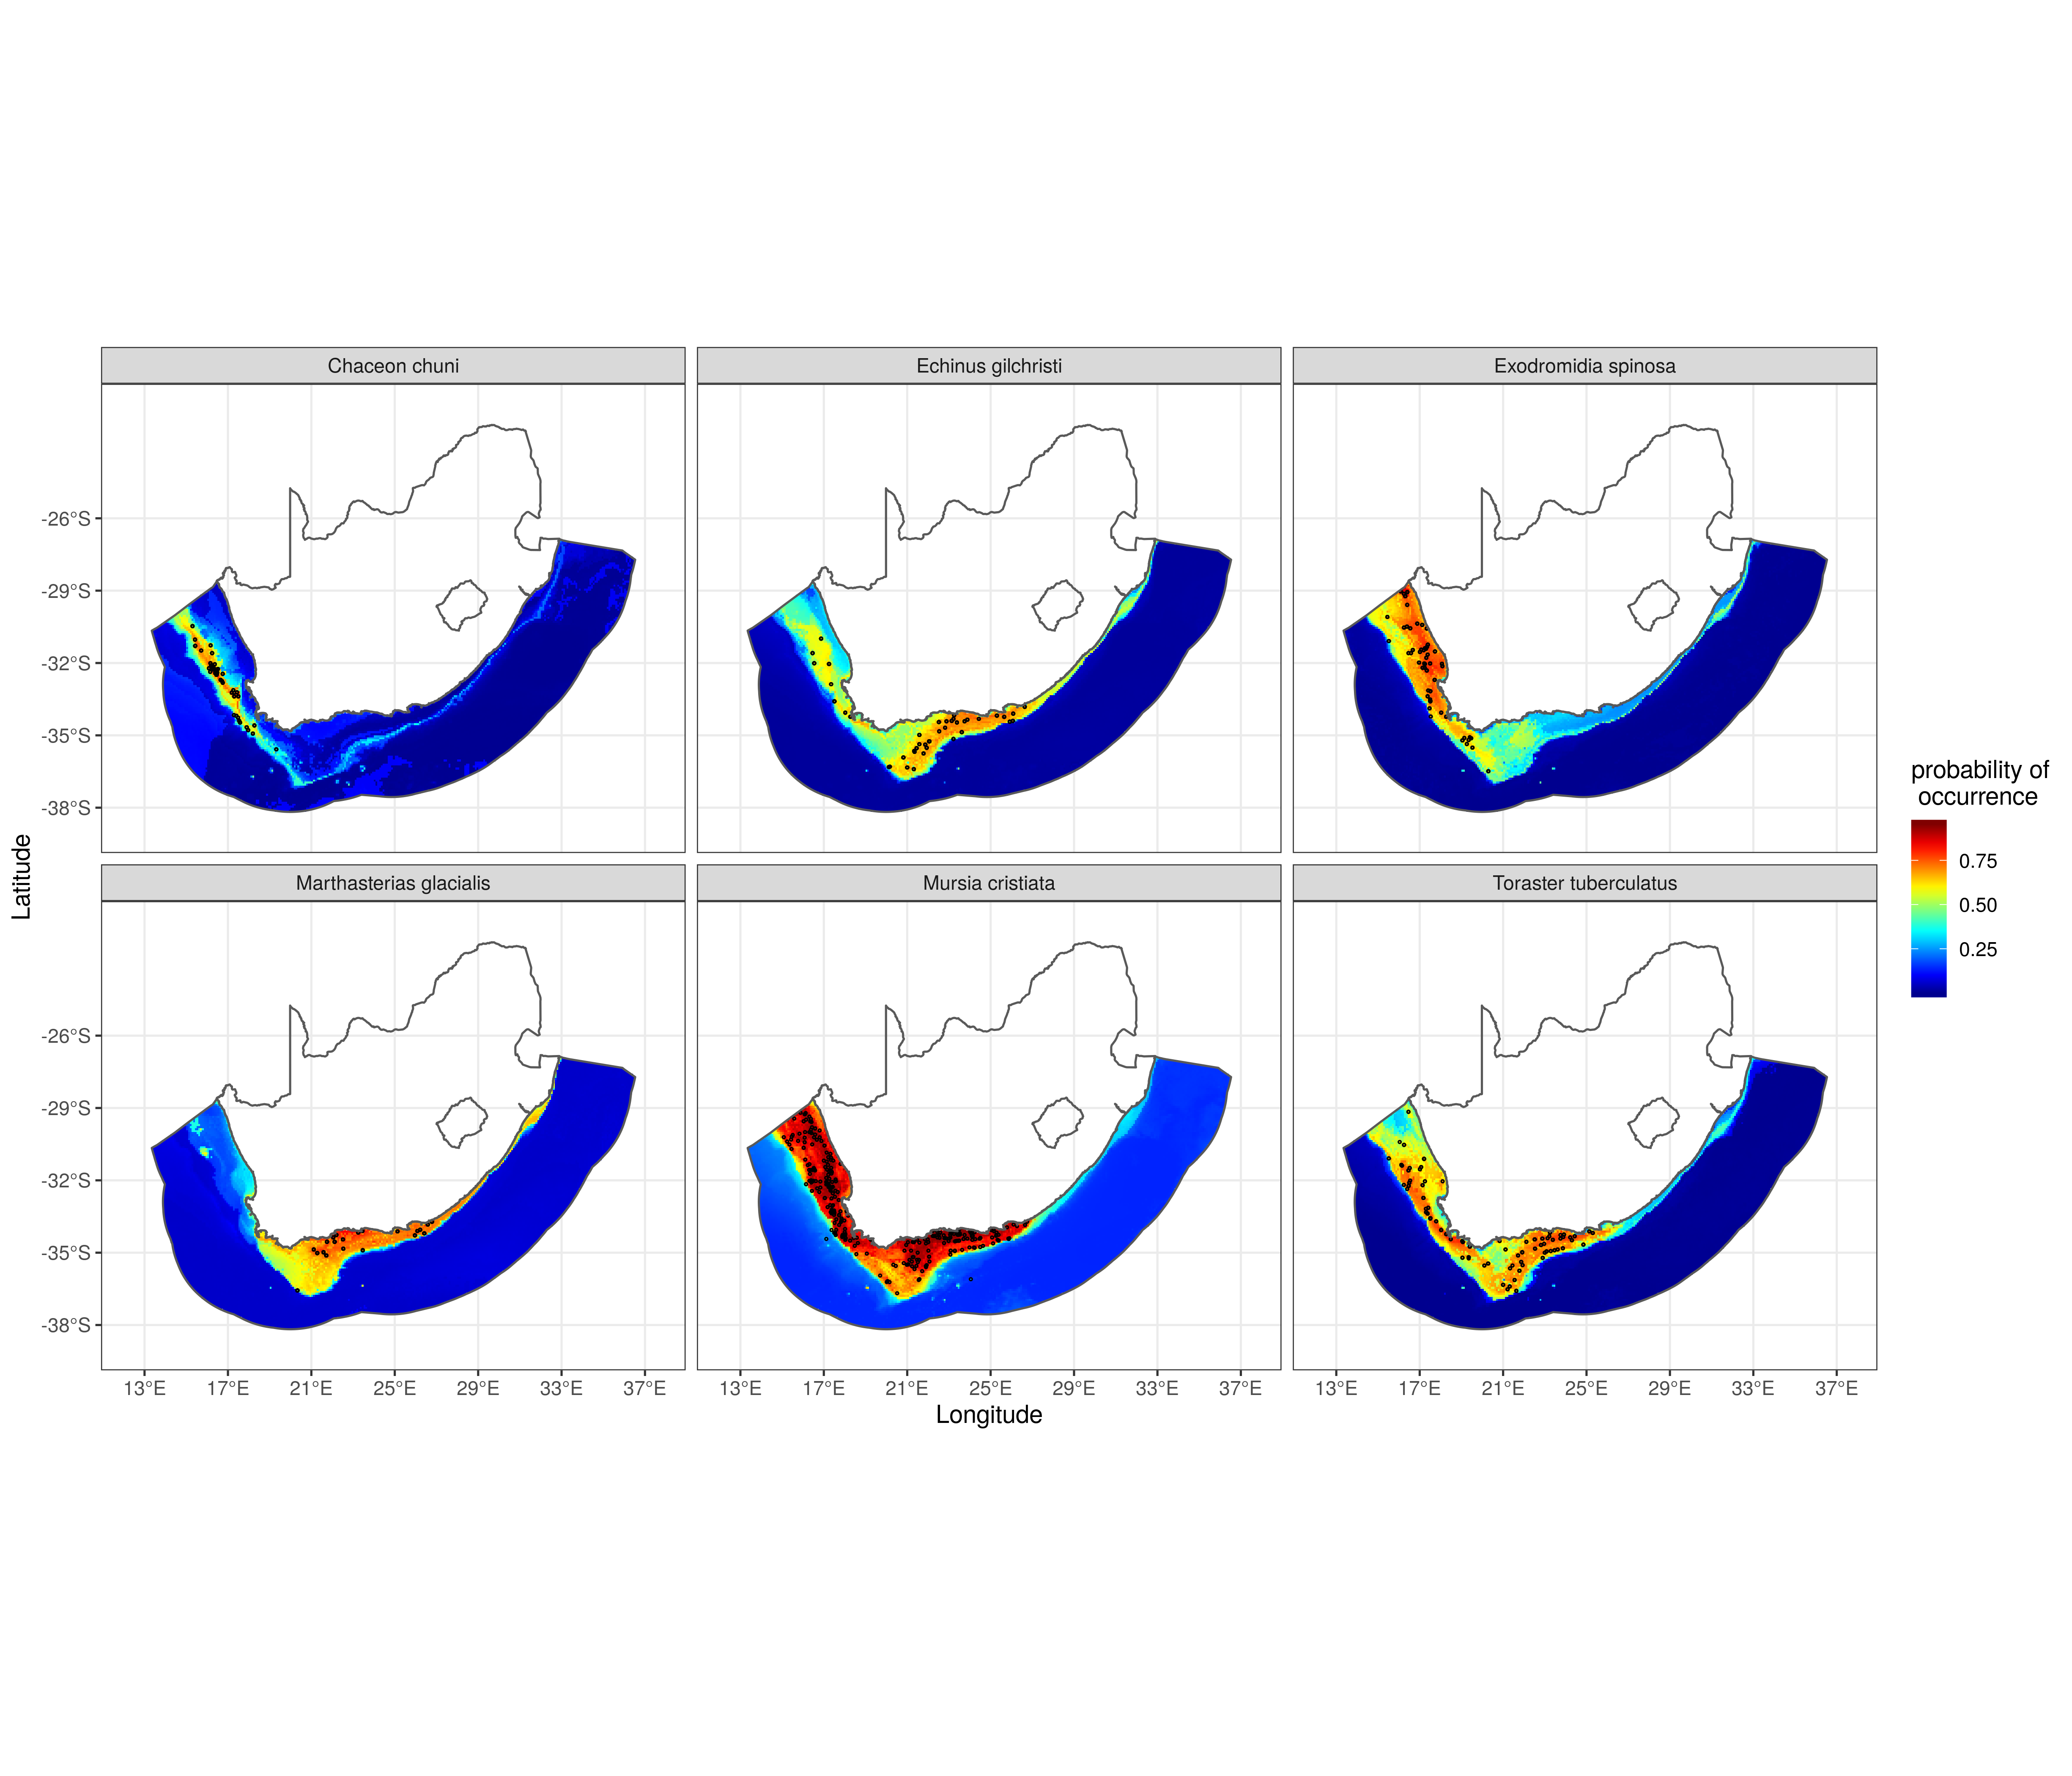 Chaceon chuni
Echinus gilchristi
Exodromidia spinosa
-26°S
-29°S
-32°S
-35°S
-38°S
Marthasterias glacialis
Mursia cristiata
Toraster tuberculatus
-26°S
-29°S
-32°S
-35°S
-38°S
13°E 17°E 21°E 25°E 29°E 33°E 37°E
13°E 17°E 21°E 25°E 29°E 33°E 37°E
13°E 17°E 21°E 25°E 29°E 33°E 37°E
Longitude
Latitude
probability of
occurrence
0.75
0.50
0.25